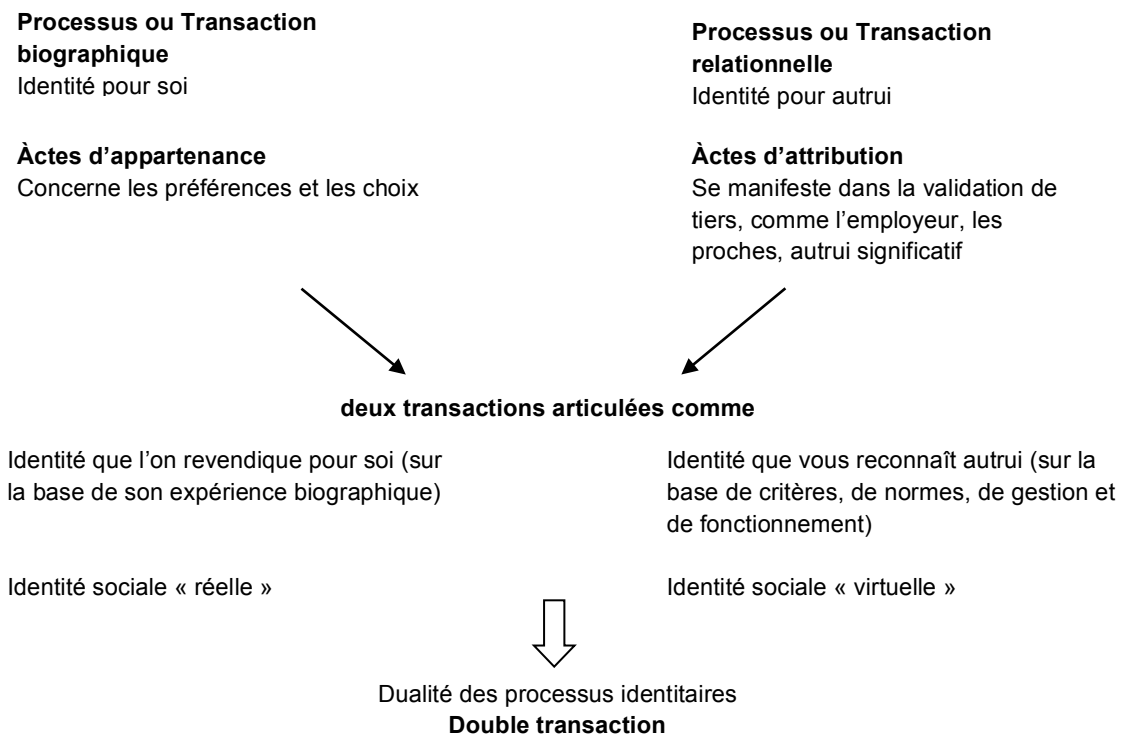 Processus ou Transaction
biographique
Identité pour soi
Àctes d'appartenance
Concerne les préférences et les choix
Processus ou Transaction
relationnelle
Identité pour autrui
Àctes d'attribution
Se manifeste dans la validation de
tiers, comme l'employeur, les
proches, autrui significatif
deux transactions articulées comme
Identité que l'on revendique pour soi (sur
la base de son expérience biographique)
Identité que vous reconnaît autrui (sur la
base de critères, de normes, de gestion et
de fonctionnement)
Identité sociale « réelle »
Identité sociale « virtuelle »
Dualité des processus identitaires
Double transaction